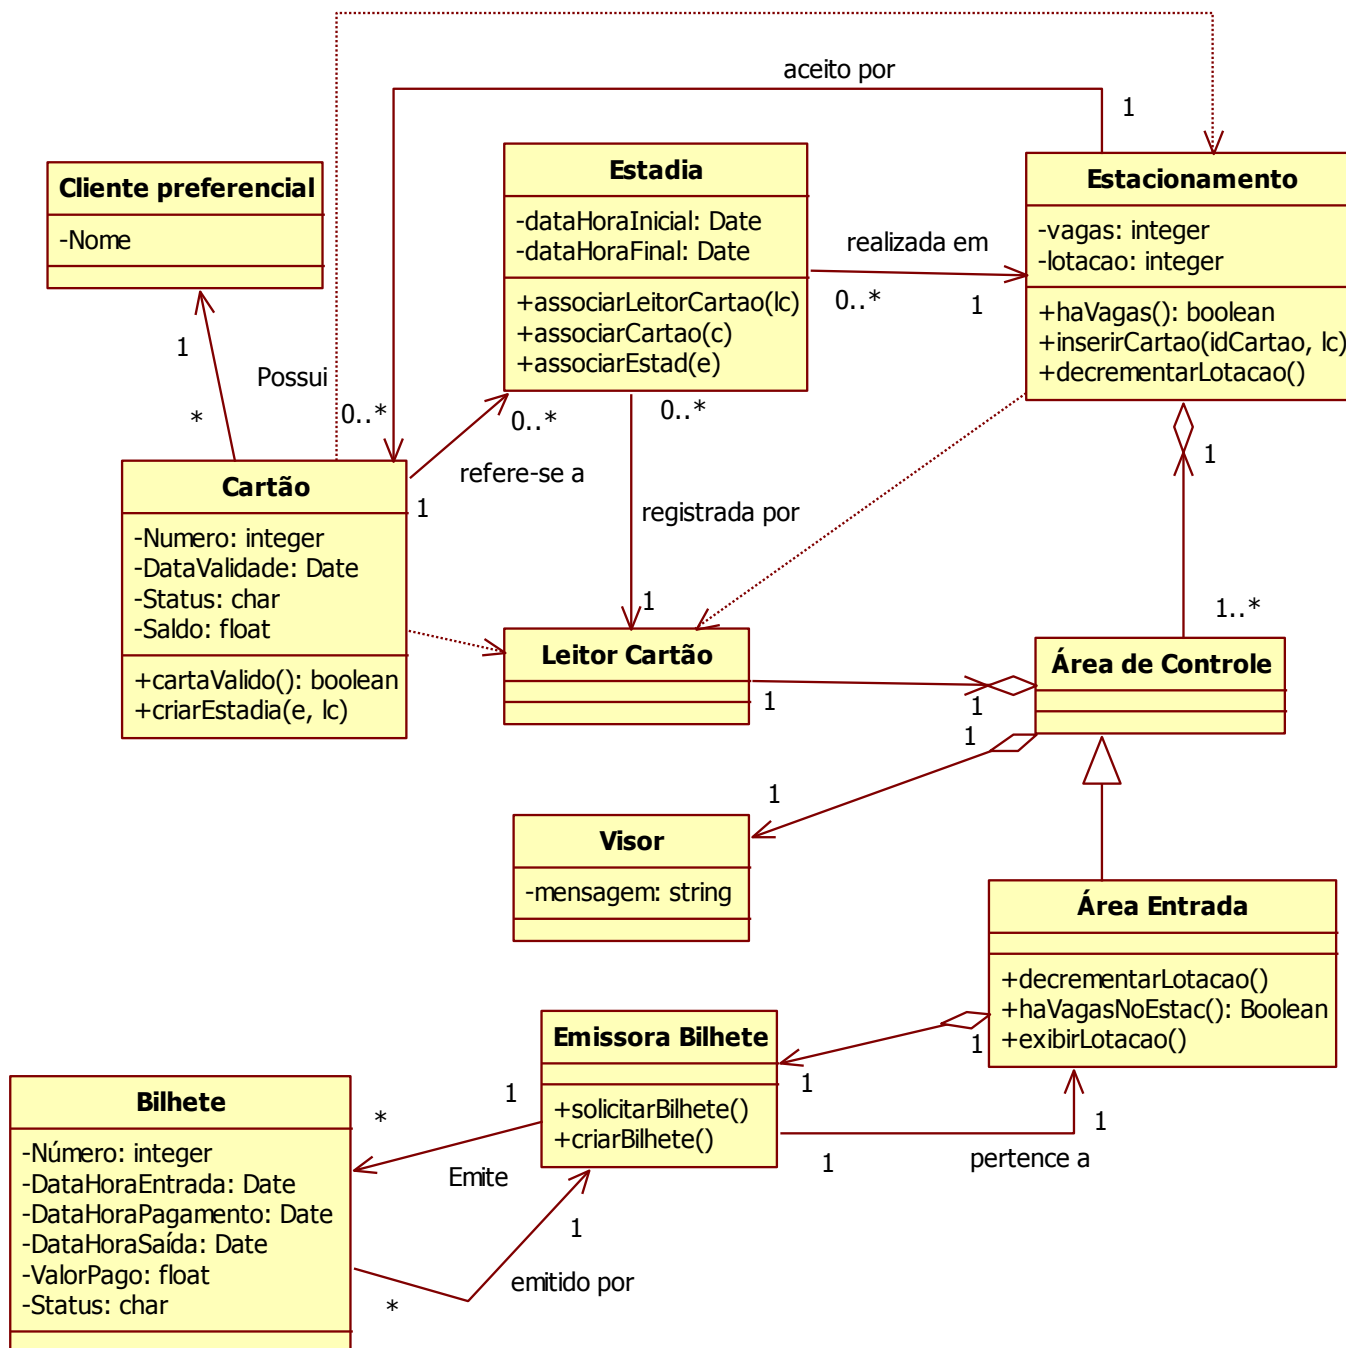 aceito por
1
Cliente preferencial
-Nome
Estadia
-dataHoraInicial: Date
-dataHoraFinal: Date
+associarLeitorCartao(lc)
+associarCartao(c)
+associarEstad(e)
realizada em
0..*
1
Estacionamento
-vagas: integer
-lotacao: integer
+haVagas(): boolean
+inserirCartao(idCartao, lc)
+decrementarLotacao()
1
Possui
*
0..*
0..*
0..*
refere-se a
1
1
registrada por
1
1..*
Cartão
-Numero: integer
-DataValidade: Date
-Status: char
-Saldo: float
+cartaValido(): boolean
+criarEstadia(e, lc)
Leitor Cartão
1
1
Área de Controle
1
1
Visor
-mensagem: string
Área Entrada
+decrementarLotacao()
+haVagasNoEstac(): Boolean
+exibirLotacao()
Emissora Bilhete
+solicitarBilhete()
+criarBilhete()
1
1
1
1
pertence a
Bilhete
-Número: integer
-DataHoraEntrada: Date
-DataHoraPagamento: Date
-DataHoraSaída: Date
-ValorPago: float
-Status: char
*
1
Emite
1
emitido por
*